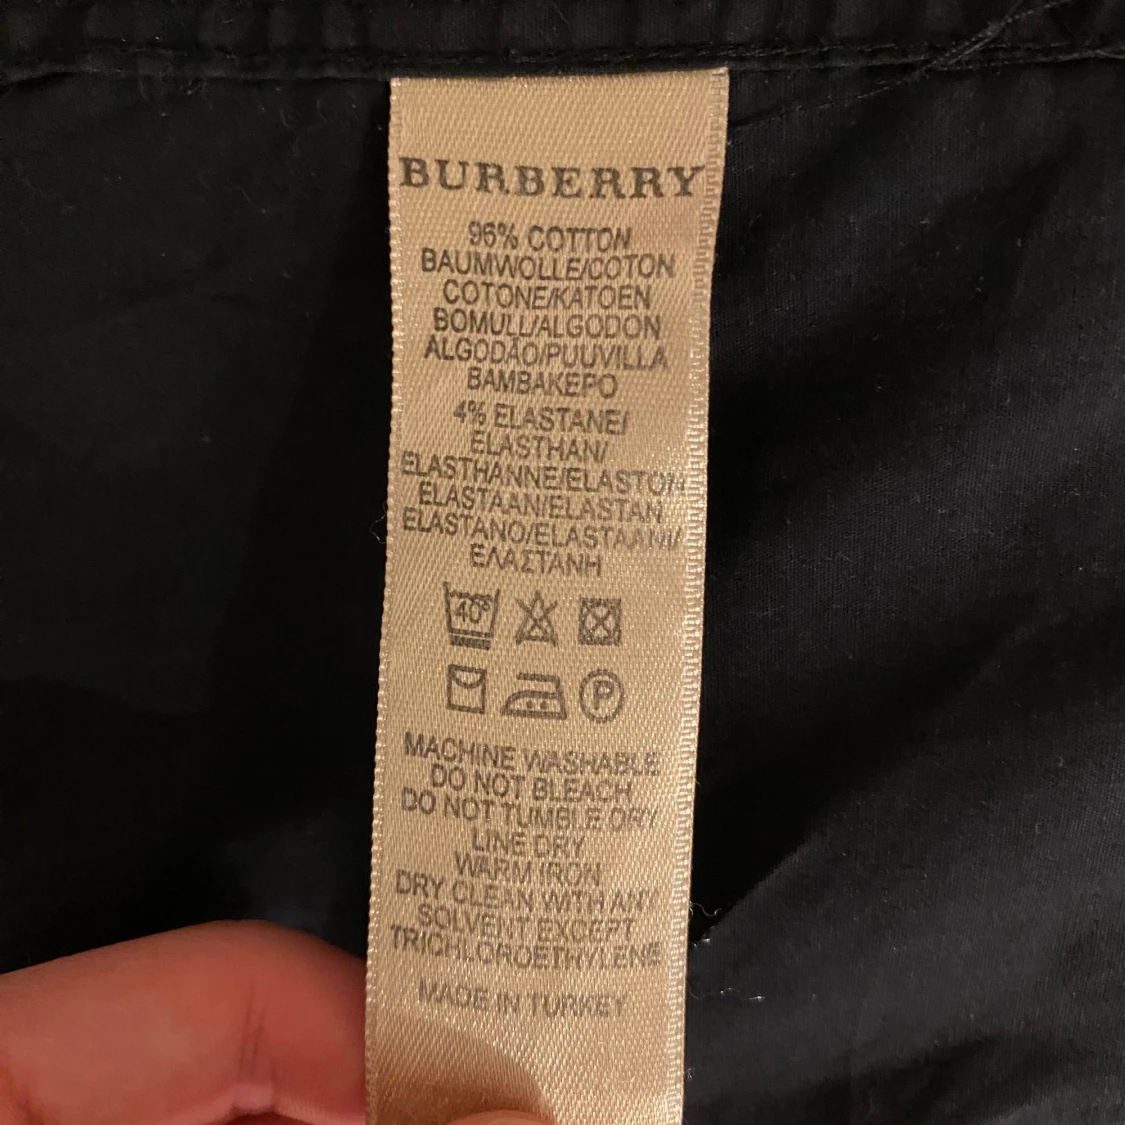 BURBERRY
96% COTTON
BAUMWOLLE/COTON
COTONE/KATOEN
BOMULL/ALGODON
ALGODÃO/PUUVILLA
BAMBAKEPO
4% ELASTANE/
ELASTHAN/
ELASTHANNE/ELASTON
ELASTAAN/ELASTAN
ELASTANO/ELASTAANI/
ΕΛΑΣΤΑΝΗ
40°
P
MACHINE WASHABLE
DO NOT BLEACH
DO NOT TUMBLE DRY
LINE DRY
WARM IRON
DRY CLEAN WITH ANY
SOLVENT EXCEPT
TRICHLOROETHYLENE
MADE IN TURKEY